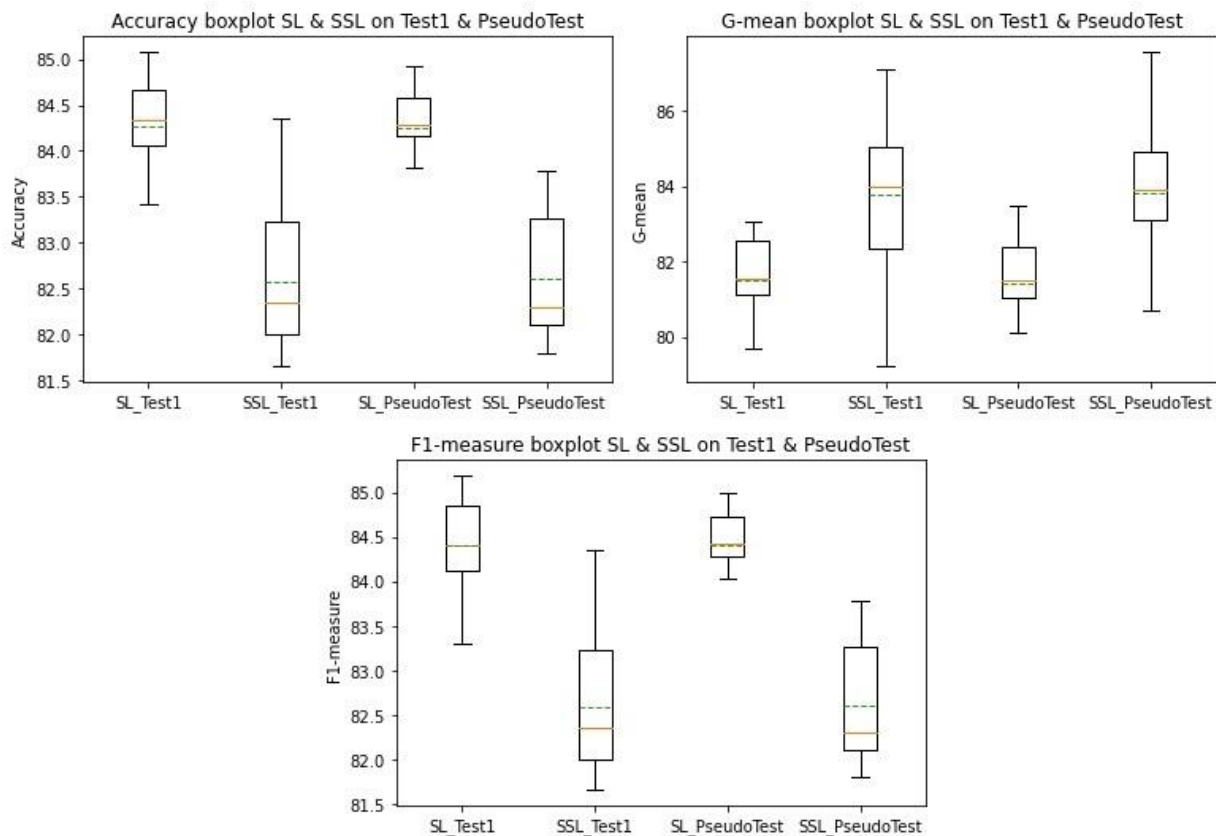 Accuracy boxplot SL & SSL on Test1 & PseudoTest
85.0
84.5
84.0
83.5
83.0
82.5
82.0
81.5
Accuracy
SL_Test1 SSL_Test1 SL_PseudoTest SSL_PseudoTest
G-mean boxplot SL & SSL on Test1 & PseudoTest
86
84
82
80
G-mean
SL_Test1 SSL_Test1 SL_PseudoTest SSL_PseudoTest
F1-measure boxplot SL & SSL on Test1 & PseudoTest
85.0
84.5
84.0
83.5
83.0
82.5
82.0
81.5
F1-measure
SL_Test1 SSL_Test1 SL_PseudoTest SSL_PseudoTest